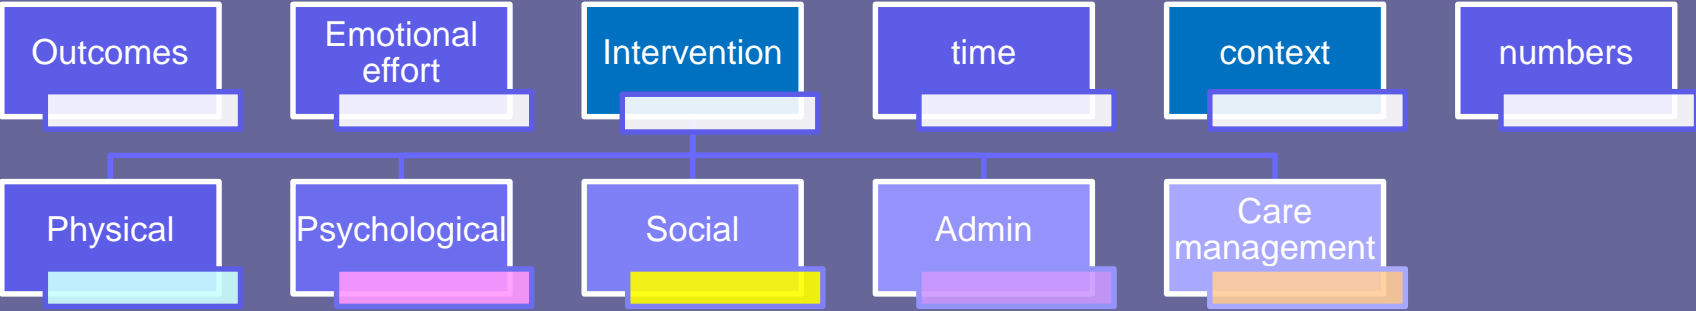 Outcomes
Emotional
effort
Intervention
time
context
numbers
Physical
Psychological
Social
Admin
Care
management